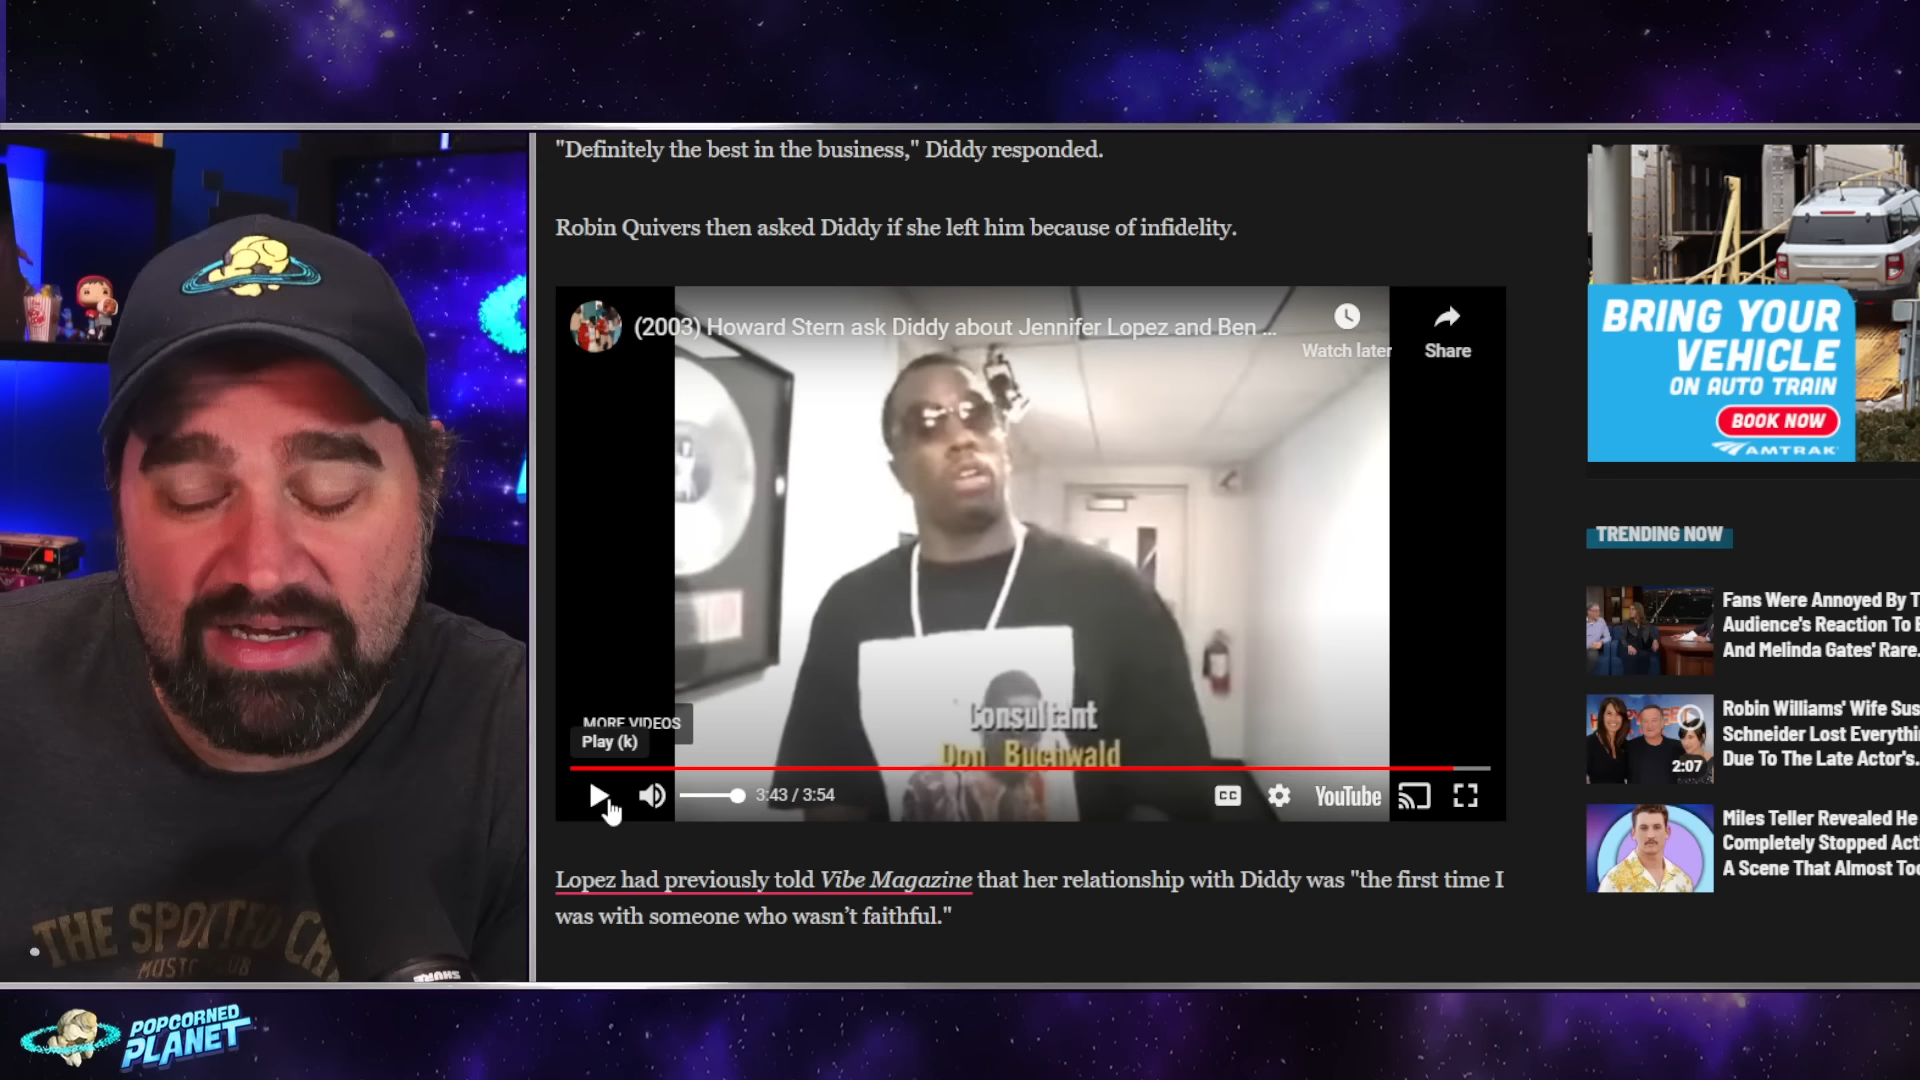 "Definitely the best in the business," Diddy responded.
Robin Quivers then asked Diddy if she left him because of infidelity.
(2003) Howard Stern ask Diddy about Jennifer Lopez and Ben ...
Watch later
Share
Consultant
Don Buchwald
MORE VIDEOS
Play (k)
3:43 / 3:54
CC
YouTube
Lopez had previously told Vibe Magazine that her relationship with Diddy was "the first time I
was with someone who wasn't faithful."
BRING YOUR
VEHICLE
ON AUTO TRAIN
BOOK NOW
AMTRAK
TRENDING NOW
Fans Were Annoyed By T
Audience's Reaction To
And Melinda Gates' Rare.
Robin Williams' Wife Sus
Schneider Lost Everythi
Due To The Late Actor's.
2:07
Miles Teller Revealed He
Completely Stopped Act
A Scene That Almost Too
THE SPOTTED
MUSIC CLUB
SHURE
POPCORNED
PLANET